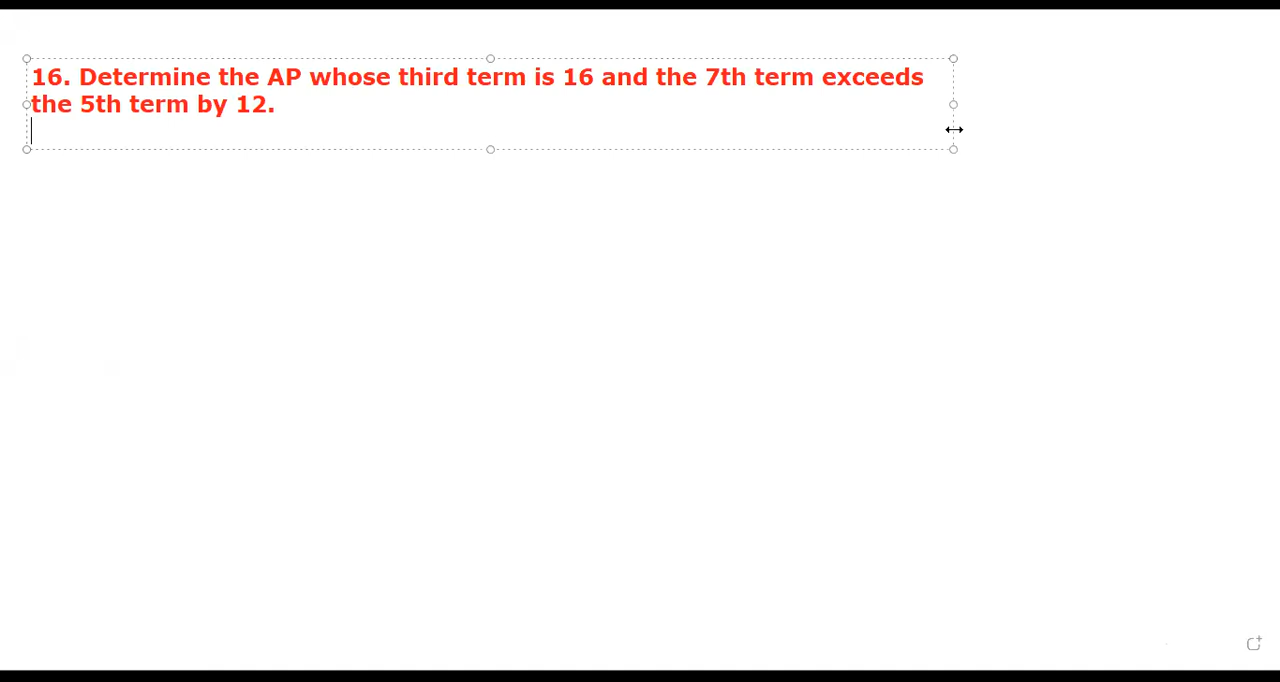 16. Determine the AP whose third term is 16 and the 7th term exceeds
the 5th term by 12.